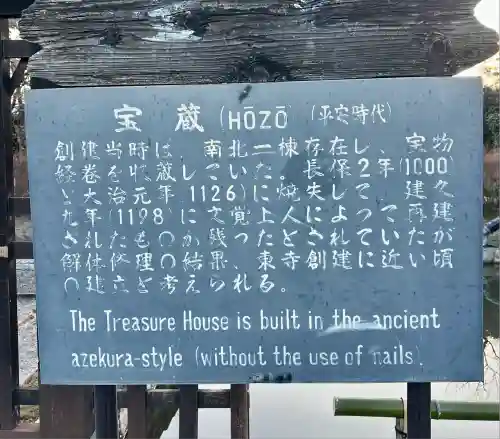 宝蔵(HŌZŌ (平安時代)
創建当時は、南北二棟存在し、宝物
経巻を収蔵していた。長保2年(1000)
と大治元年1126)に焼失して、建久
九年(1198)に文覚上人によって再建
されたものが残ったとされていたが
解体修理の結果、東寺創建に近い頃
の建立と考えられる。
The Treasure House is built in the ancient
azekura-style (without the use of nails).